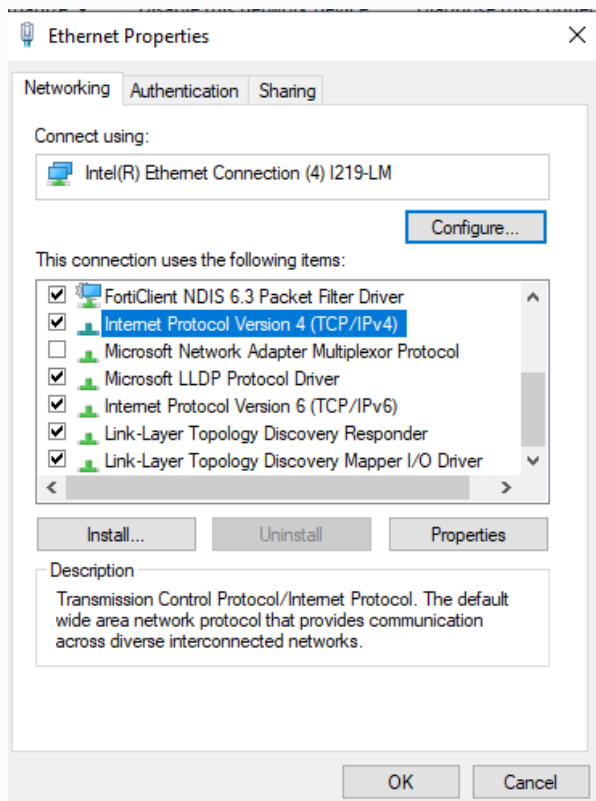 Ethernet Properties
Networking
Authentication
Sharing
Connect using:
Intel(R) Ethernet Connection (4) I219-LM
Configure...
This connection uses the following items:
FortiClient NDIS 6.3 Packet Filter Driver
Internet Protocol Version 4 (TCP/IPv4)
Microsoft Network Adapter Multiplexor Protocol
Microsoft LLDP Protocol Driver
Internet Protocol Version 6 (TCP/IPv6)
Link-Layer Topology Discovery Responder
Link-Layer Topology Discovery Mapper I/O Driver
Install...
Uninstall
Properties
Description
Transmission Control Protocol/Internet Protocol. The default
wide area network protocol that provides communication
across diverse interconnected networks.
OK
Cancel